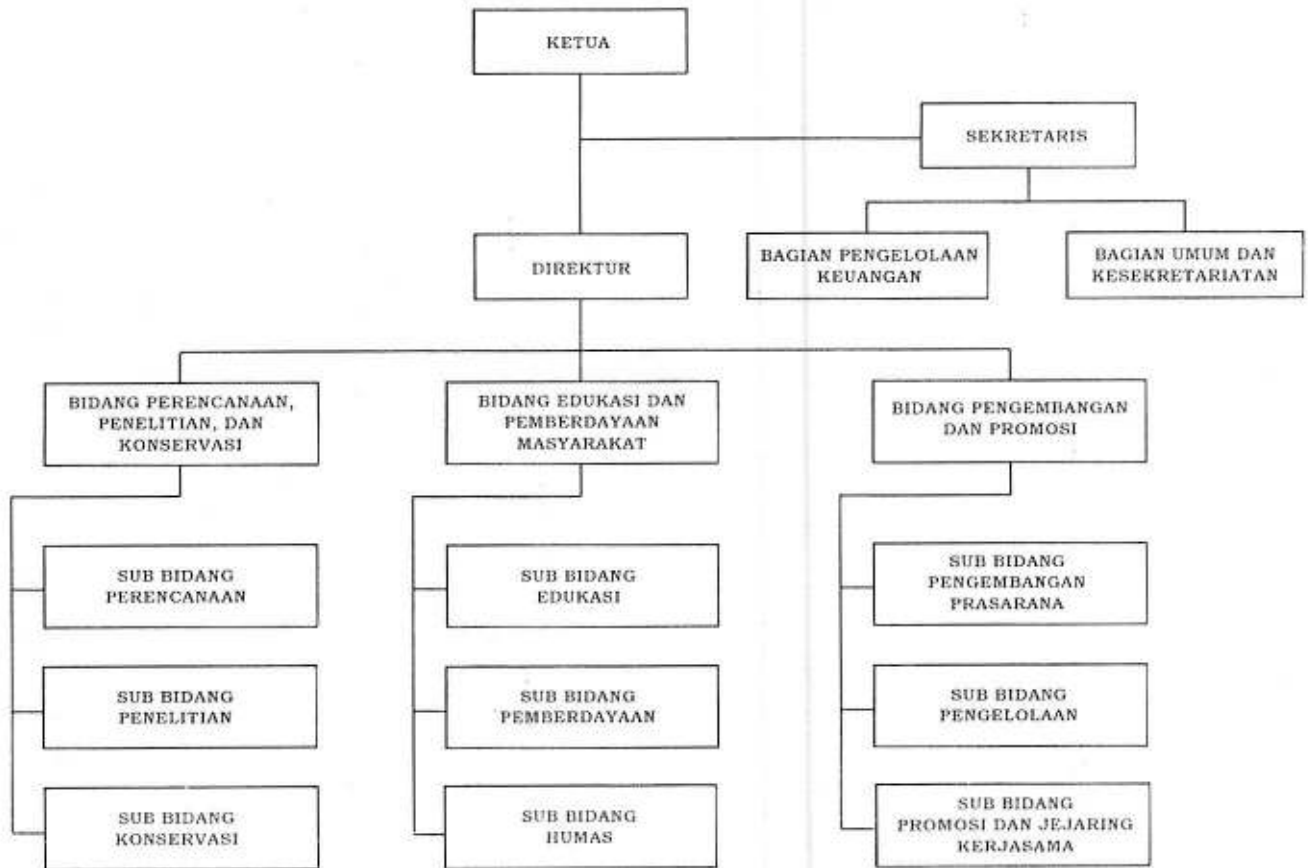 KETUA
SEKRETARIS
DIREKTUR
BAGIAN PENGELOLAAN
KEUANGAN
BAGIAN UMUM DAN
KESEKRETARIATAN
BIDANG PERENCANAAN,
PENELITIAN, DAN
KONSERVASI
BIDANG EDUKASI DAN
PEMBERDAYAAN
MASYARAKAT
BIDANG PENGEMBANGAN
DAN PROMOSI
SUB BIDANG
PERENCANAAN
SUB BIDANG
EDUKASI
SUB BIDANG
PENGEMBANGAN
PRASARANA
SUB BIDANG
PENELITIAN
SUB BIDANG
PEMBERDAYAAN
SUB BIDANG
PENGELOLAAN
SUB BIDANG
KONSERVASI
SUB BIDANG
HUMAS
SUB BIDANG
PROMOSI DAN JEJARING
KERJASAMA